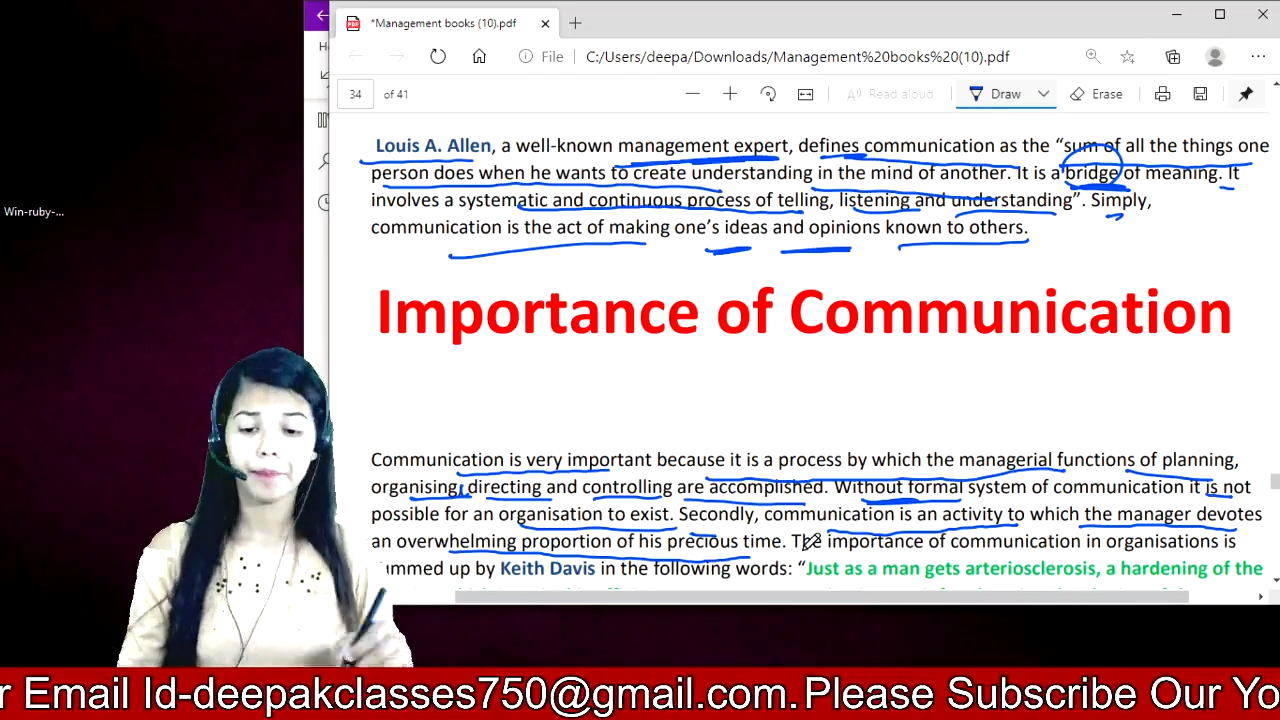 *Management books (10).pdf
File C:/Users/deepa/Downloads/Management%20books%20(10).pdf
34 of 41 Read aloud Draw Erase
Win-ruby-...
Louis A. Allen, a well-known management expert, defines communication as the “sum of all the things one
person does when he wants to create understanding in the mind of another. It is a bridge of meaning. It
involves a systematic and continuous process of telling, listening and understanding”. Simply,
communication is the act of making one’s ideas and opinions known to others.
Importance of Communication
Communication is very important because it is a process by which the managerial functions of planning,
organising, directing and controlling are accomplished. Without formal system of communication it is not
possible for an organisation to exist. Secondly, communication is an activity to which the manager devotes
an overwhelming proportion of his precious time. The importance of communication in organisations is
summed up by Keith Davis in the following words: “Just as a man gets arteriosclerosis, a hardening of the
r Email Id-deepakclasses750@gmail.com. Please Subscribe Our Yo